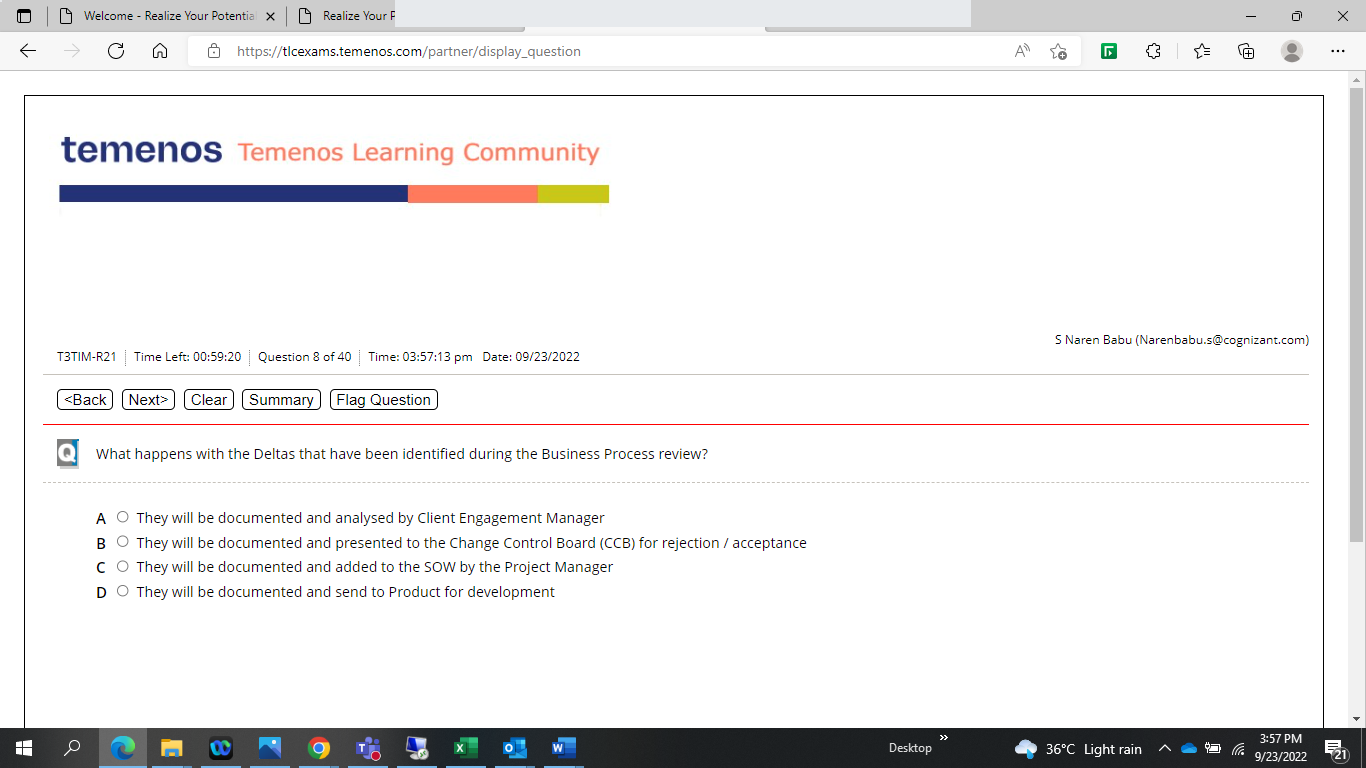 Welcome - Realize Your Potentia
Realize Your P
https://tlcexams.temenos.com/partner/display_question
temenos Temenos Learning Community
S Naren Babu (Narenbabu.s@cognizant.com)
T3TIM-R21 Time Left: 00:59:20 Question 8 of 40 Time: 03:57:13 pm Date: 09/23/2022
<Back Next> Clear Summary Flag Question
Q What happens with the Deltas that have been identified during the Business Process review?
A They will be documented and analysed by Client Engagement Manager
B They will be documented and presented to the Change Control Board (CCB) for rejection / acceptance
C They will be documented and added to the SOW by the Project Manager
D They will be documented and send to Product for development
Desktop
36°C Light rain
3:57 PM
9/23/2022
21